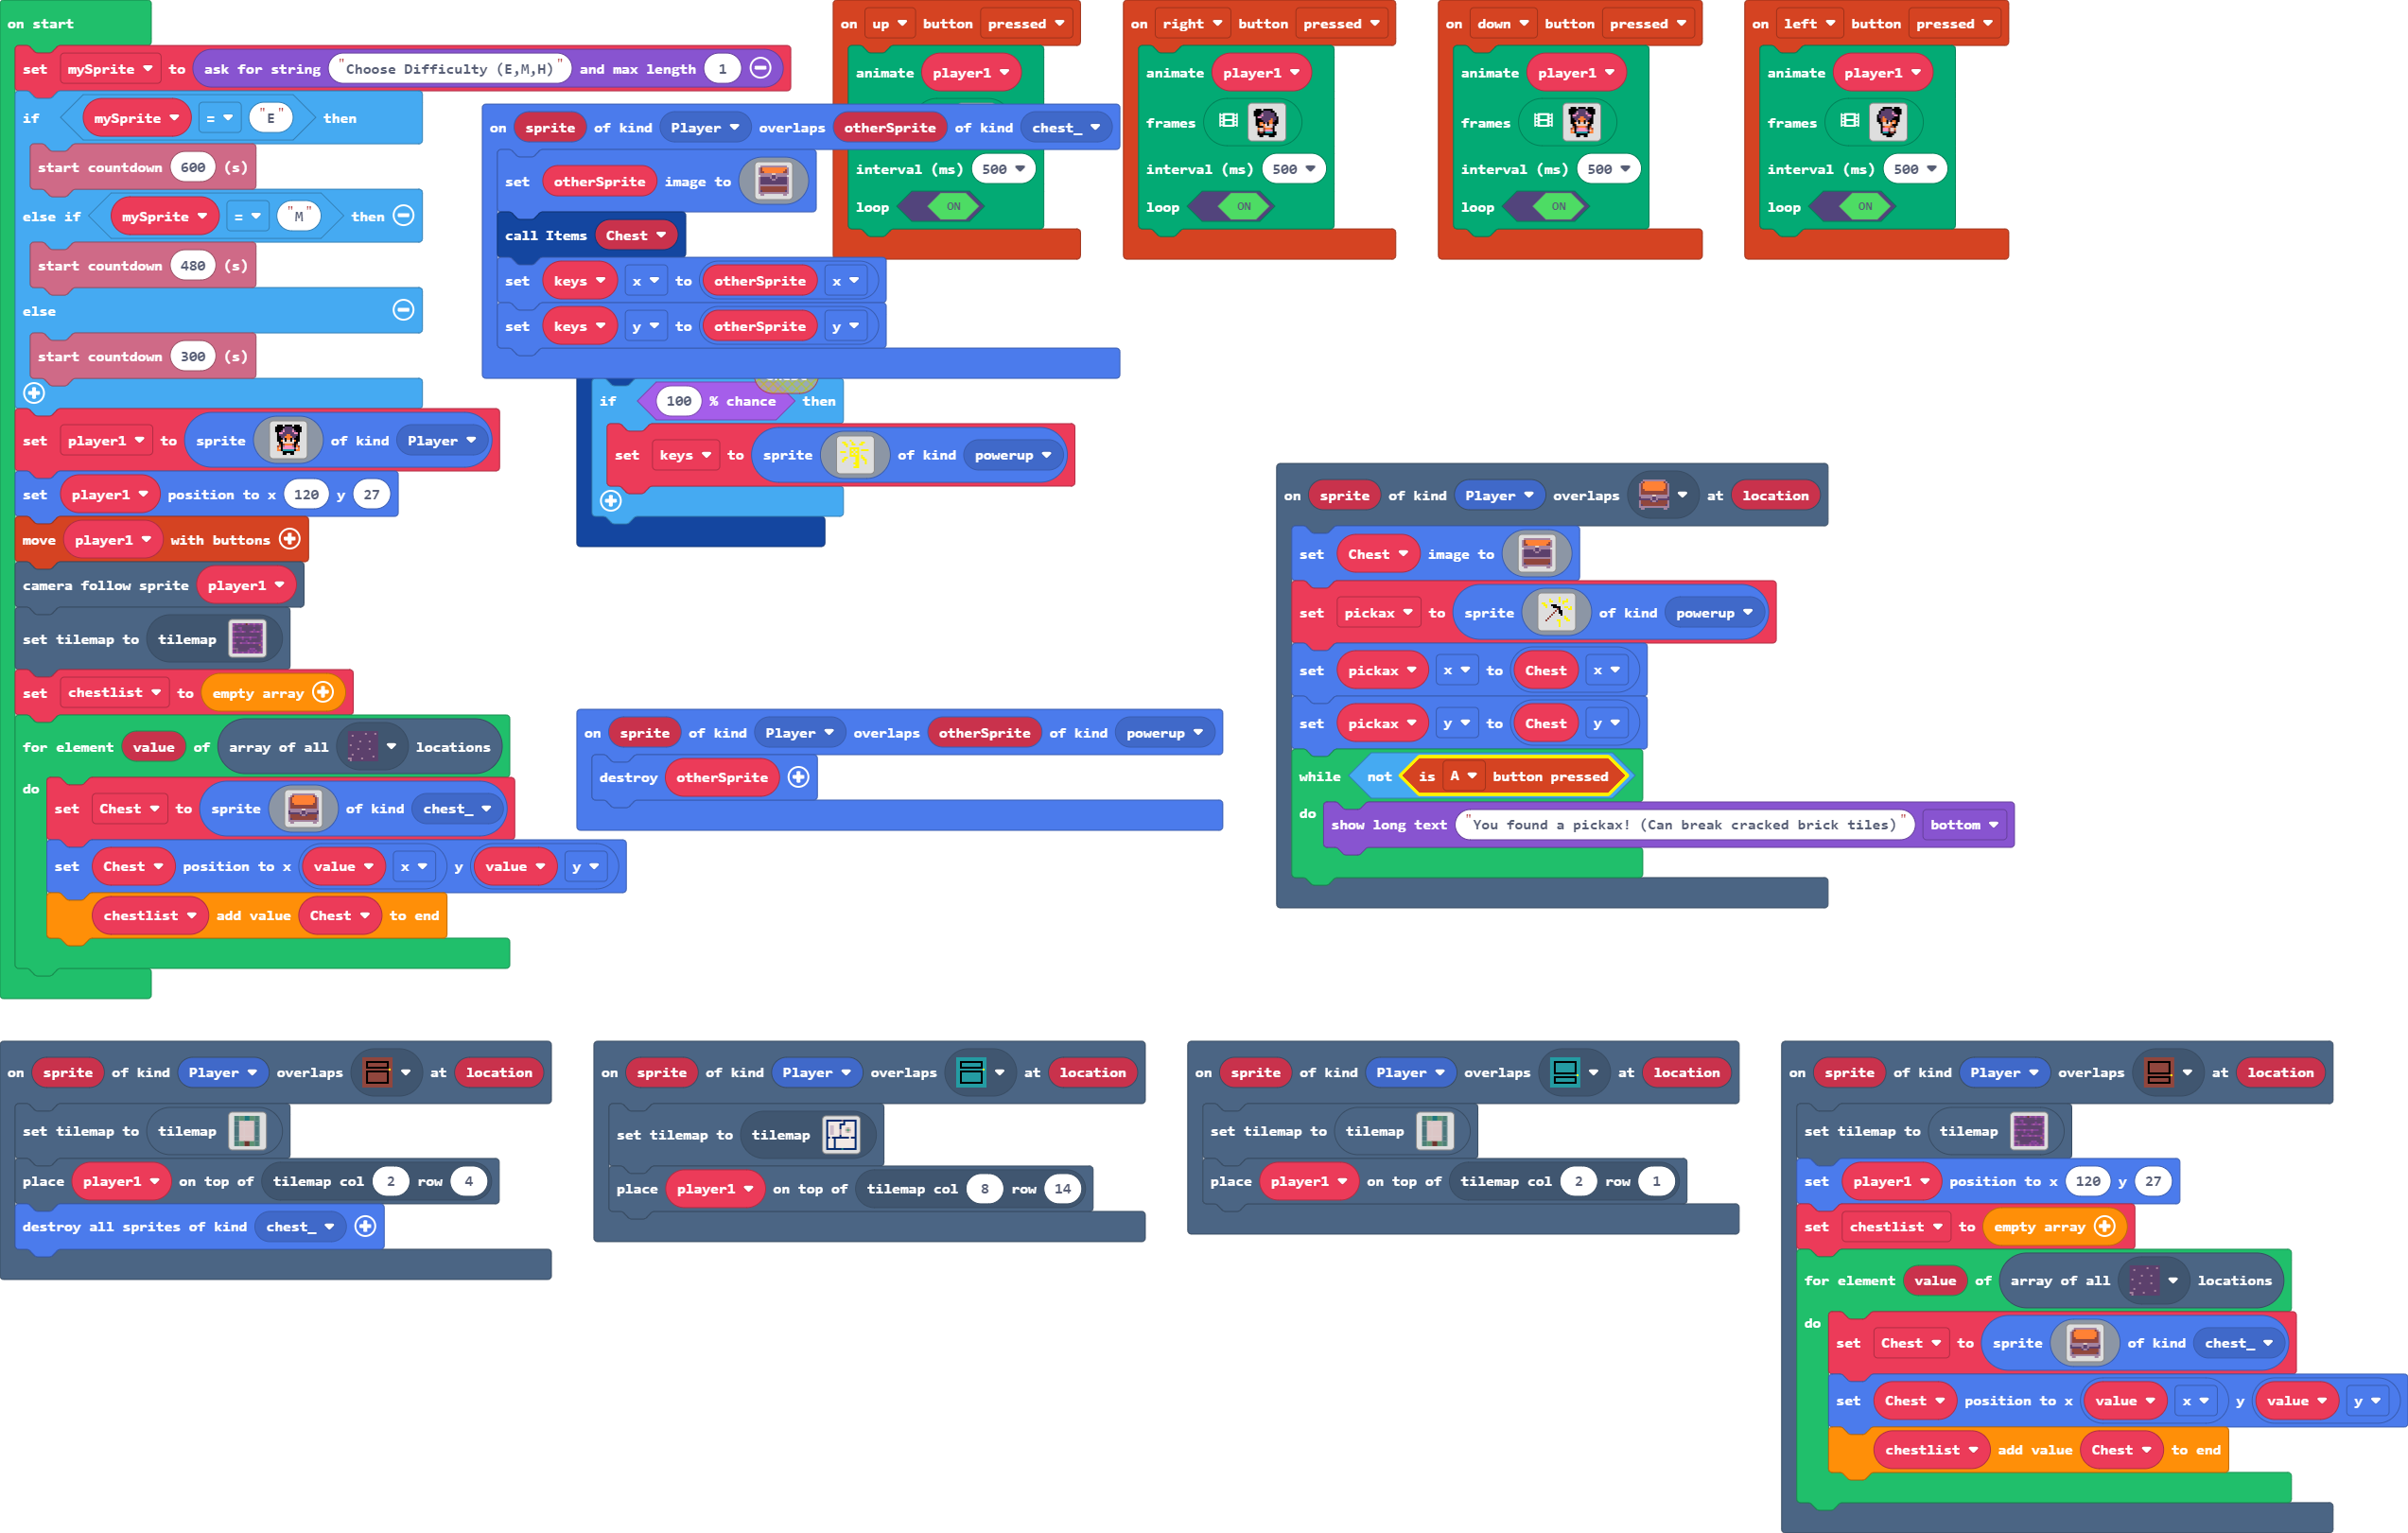 on start
set mySprite to ask for string "Choose Difficulty (E,M,H)" and max length 1
if mySprite = "E" then
start countdown 600 (s)
else if mySprite = "M" then
start countdown 480 (s)
else
start countdown 300 (s)
set player1 to sprite of kind Player
set player1 position to x 120 y 27
move player1 with buttons
camera follow sprite player1
set tilemap to tilemap
set chestlist to empty array
for element value of array of all locations
do
set Chest to sprite of kind chest_
set Chest position to x value x y value y
chestlist add value Chest to end
on sprite of kind Player overlaps otherSprite of kind chest_
set otherSprite image to
call Items Chest
set keys x to otherSprite x
set keys y to otherSprite y
if 100 % chance then
set keys to sprite of kind powerup
on sprite of kind Player overlaps otherSprite of kind powerup
destroy otherSprite
on up button pressed
animate player1
interval (ms) 500
loop ON
on right button pressed
animate player1
frames
interval (ms) 500
loop ON
on down button pressed
animate player1
frames
interval (ms) 500
loop ON
on left button pressed
animate player1
frames
interval (ms) 500
loop ON
on sprite of kind Player overlaps at location
set Chest image to
set pickax to sprite of kind powerup
set pickax x to Chest x
set pickax y to Chest y
while not is A button pressed
do show long text "You found a pickax! (Can break cracked brick tiles)" bottom
on sprite of kind Player overlaps at location
set tilemap to tilemap
place player1 on top of tilemap col 2 row 4
destroy all sprites of kind chest_
on sprite of kind Player overlaps at location
set tilemap to tilemap
place player1 on top of tilemap col 8 row 14
on sprite of kind Player overlaps at location
set tilemap to tilemap
place player1 on top of tilemap col 2 row 1
on sprite of kind Player overlaps at location
set tilemap to tilemap
set player1 position to x 120 y 27
set chestlist to empty array
for element value of array of all locations
do
set Chest to sprite of kind chest_
set Chest position to x value x y value y
chestlist add value Chest to end